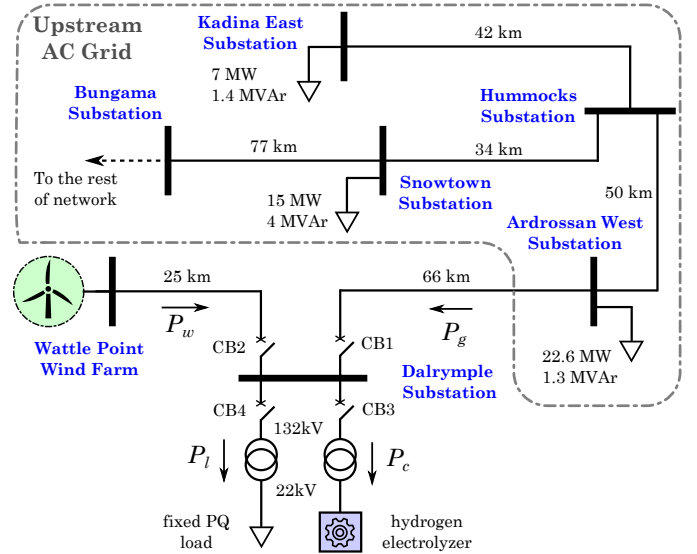 Upstream
AC Grid
Kadina East
Substation
42 km
7 MW
1.4 MVAr
Bungama
Substation
Hummocks
Substation
77 km
34 km
To the rest
of network
15 MW
4 MVAr
Snowtown
Substation
50 km
Ardrossan West
Substation
25 km
66 km
P_w
P_g
Wattle Point
Wind Farm
CB2
CB1
22.6 MW
1.3 MVAr
Dalrymple
Substation
CB4
CB3
132kV
P_l
P_c
22kV
fixed PQ
load
hydrogen
electrolyzer